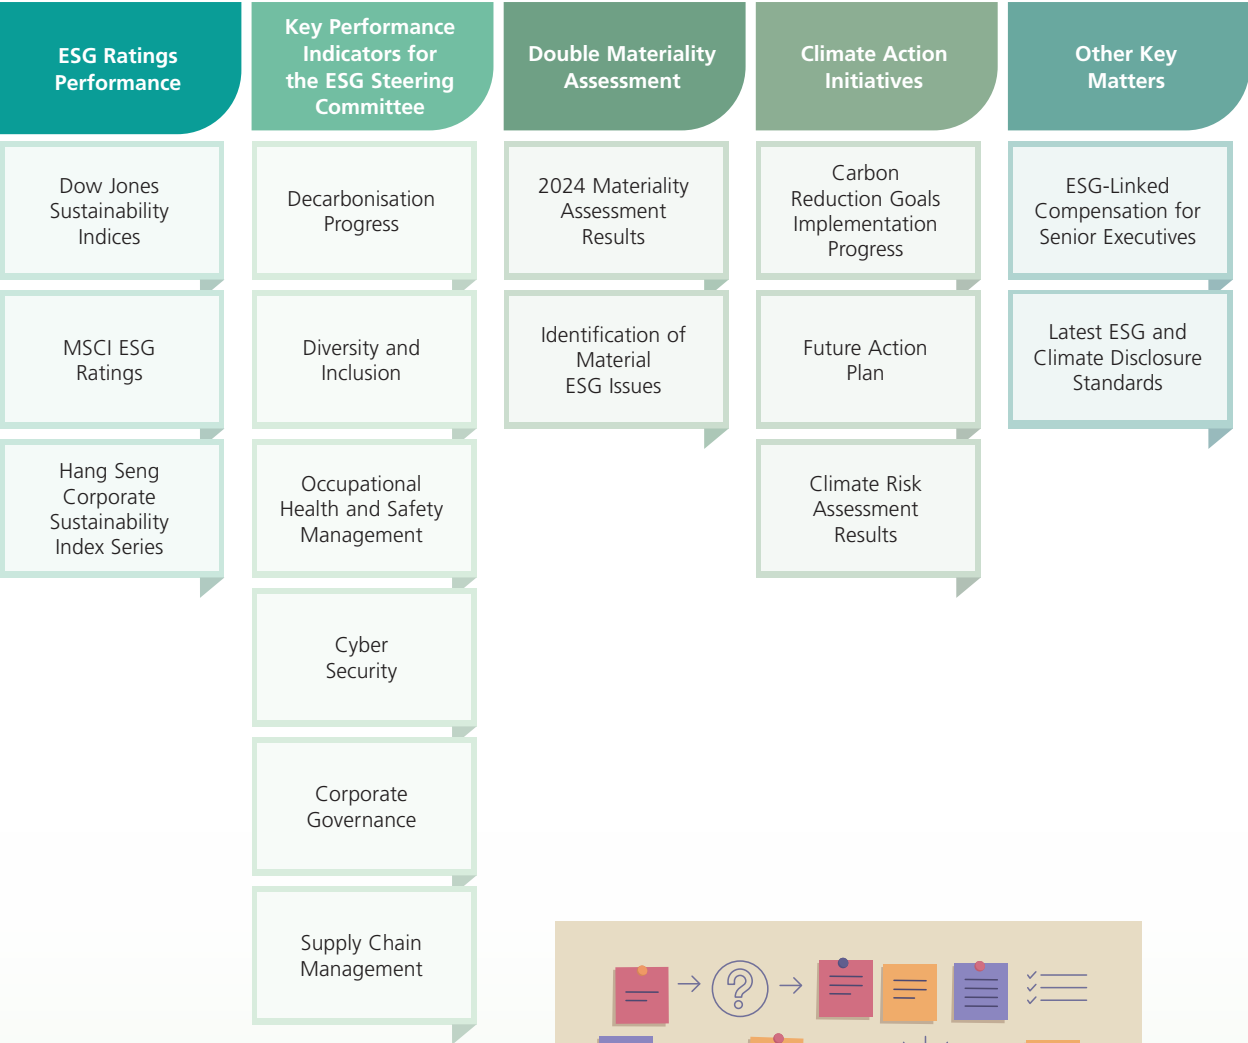 ESG Ratings
Performance
Dow Jones
Sustainability
Indices
MSCI ESG
Ratings
Hang Seng
Corporate
Sustainability
Index Series
Key Performance
Indicators for
the ESG Steering
Committee
Decarbonisation
Progress
Diversity and
Inclusion
Occupational
Health and Safety
Management
Cyber
Security
Corporate
Governance
Supply Chain
Management
Double Materiality
Assessment
2024 Materiality
Assessment
Results
Identification of
Material
ESG Issues
Climate Action
Initiatives
Carbon
Reduction Goals
Implementation
Progress
Future Action
Plan
Climate Risk
Assessment
Results
Other Key
Matters
ESG-Linked
Compensation for
Senior Executives
Latest ESG and
Climate Disclosure
Standards
?